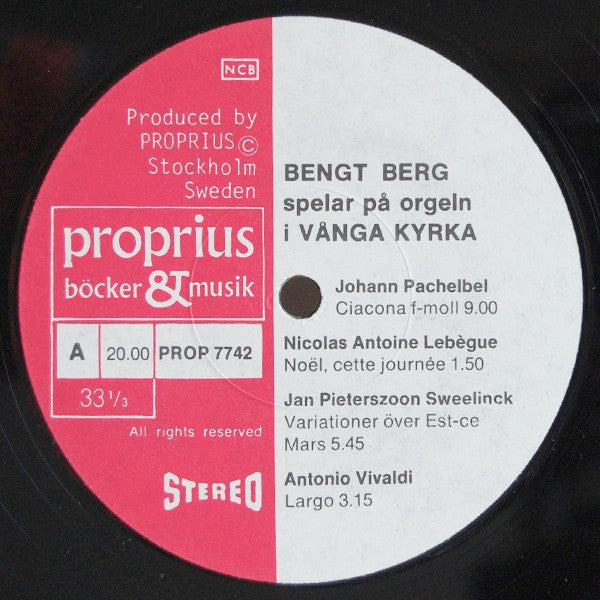 NCB
Produced by
PROPRIUS ©
Stockholm
Sweden
proprius
böcker & musik
A 20.00 PROP 7742
33 1/3
All rights reserved
STEREO
BENGT BERG
spelar på orgeln
i VÅNGA KYRKA
Johann Pachelbel
Ciacona f-moll 9.00
Nicolas Antoine Lebègue
Noël, cette journée 1.50
Jan Pieterszoon Sweelinck
Variationer över Est-ce
Mars 5.45
Antonio Vivaldi
Largo 3.15